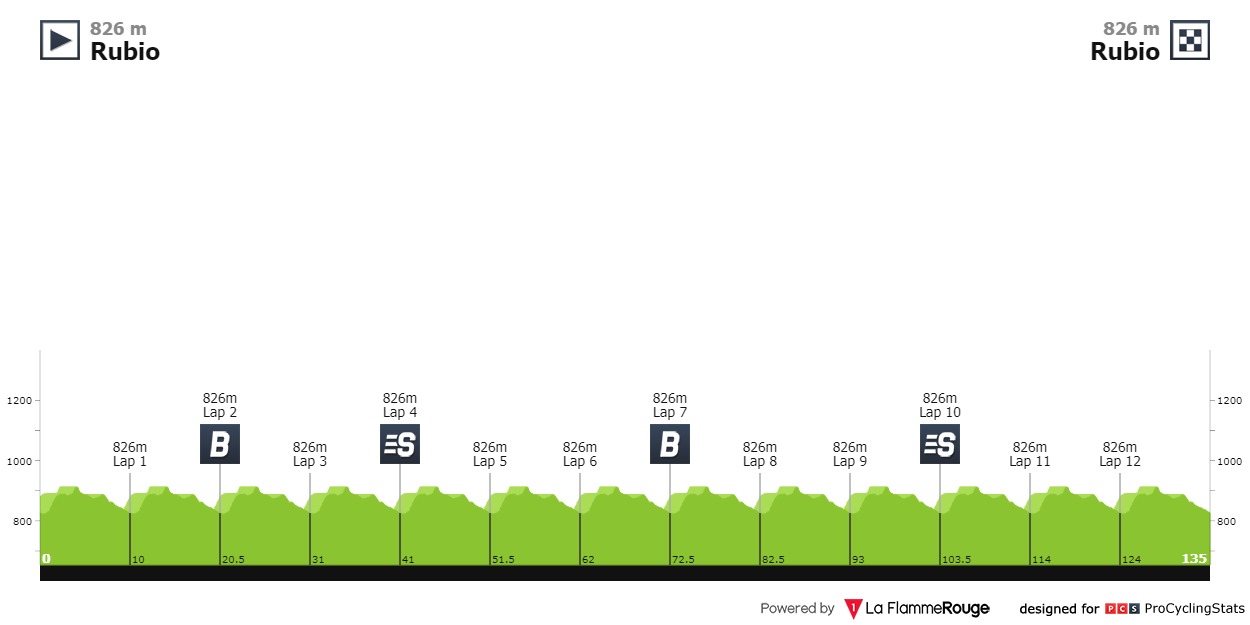 826 m
Rubio
826 m
Rubio
1200
1000
800
1200
1000
800
826m
Lap 1
826m
Lap 2
B
826m
Lap 3
826m
Lap 4
S
826m
Lap 5
826m
Lap 6
826m
Lap 7
B
826m
Lap 8
826m
Lap 9
826m
Lap 10
S
826m
Lap 11
826m
Lap 12
0 10 20.5 31 41 51.5 62 72.5 82.5 93 103.5 114 124 135
Powered by 1 La FlammeRouge designed for PCS ProCyclingStats